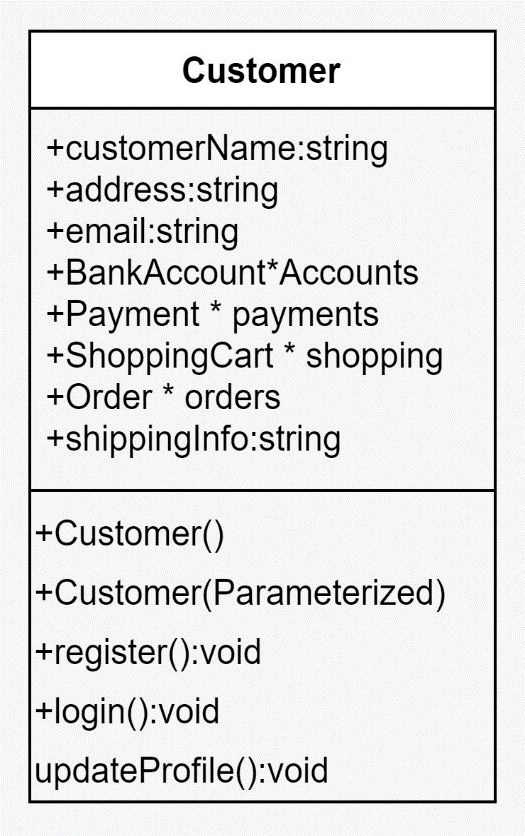 Customer
+customerName:string
+address:string
+email:string
+BankAccount*Accounts
+Payment * payments
+ShoppingCart * shopping
+Order * orders
+shippingInfo:string
+Customer()
+Customer(Parameterized)
+register():void
+login():void
updateProfile():void